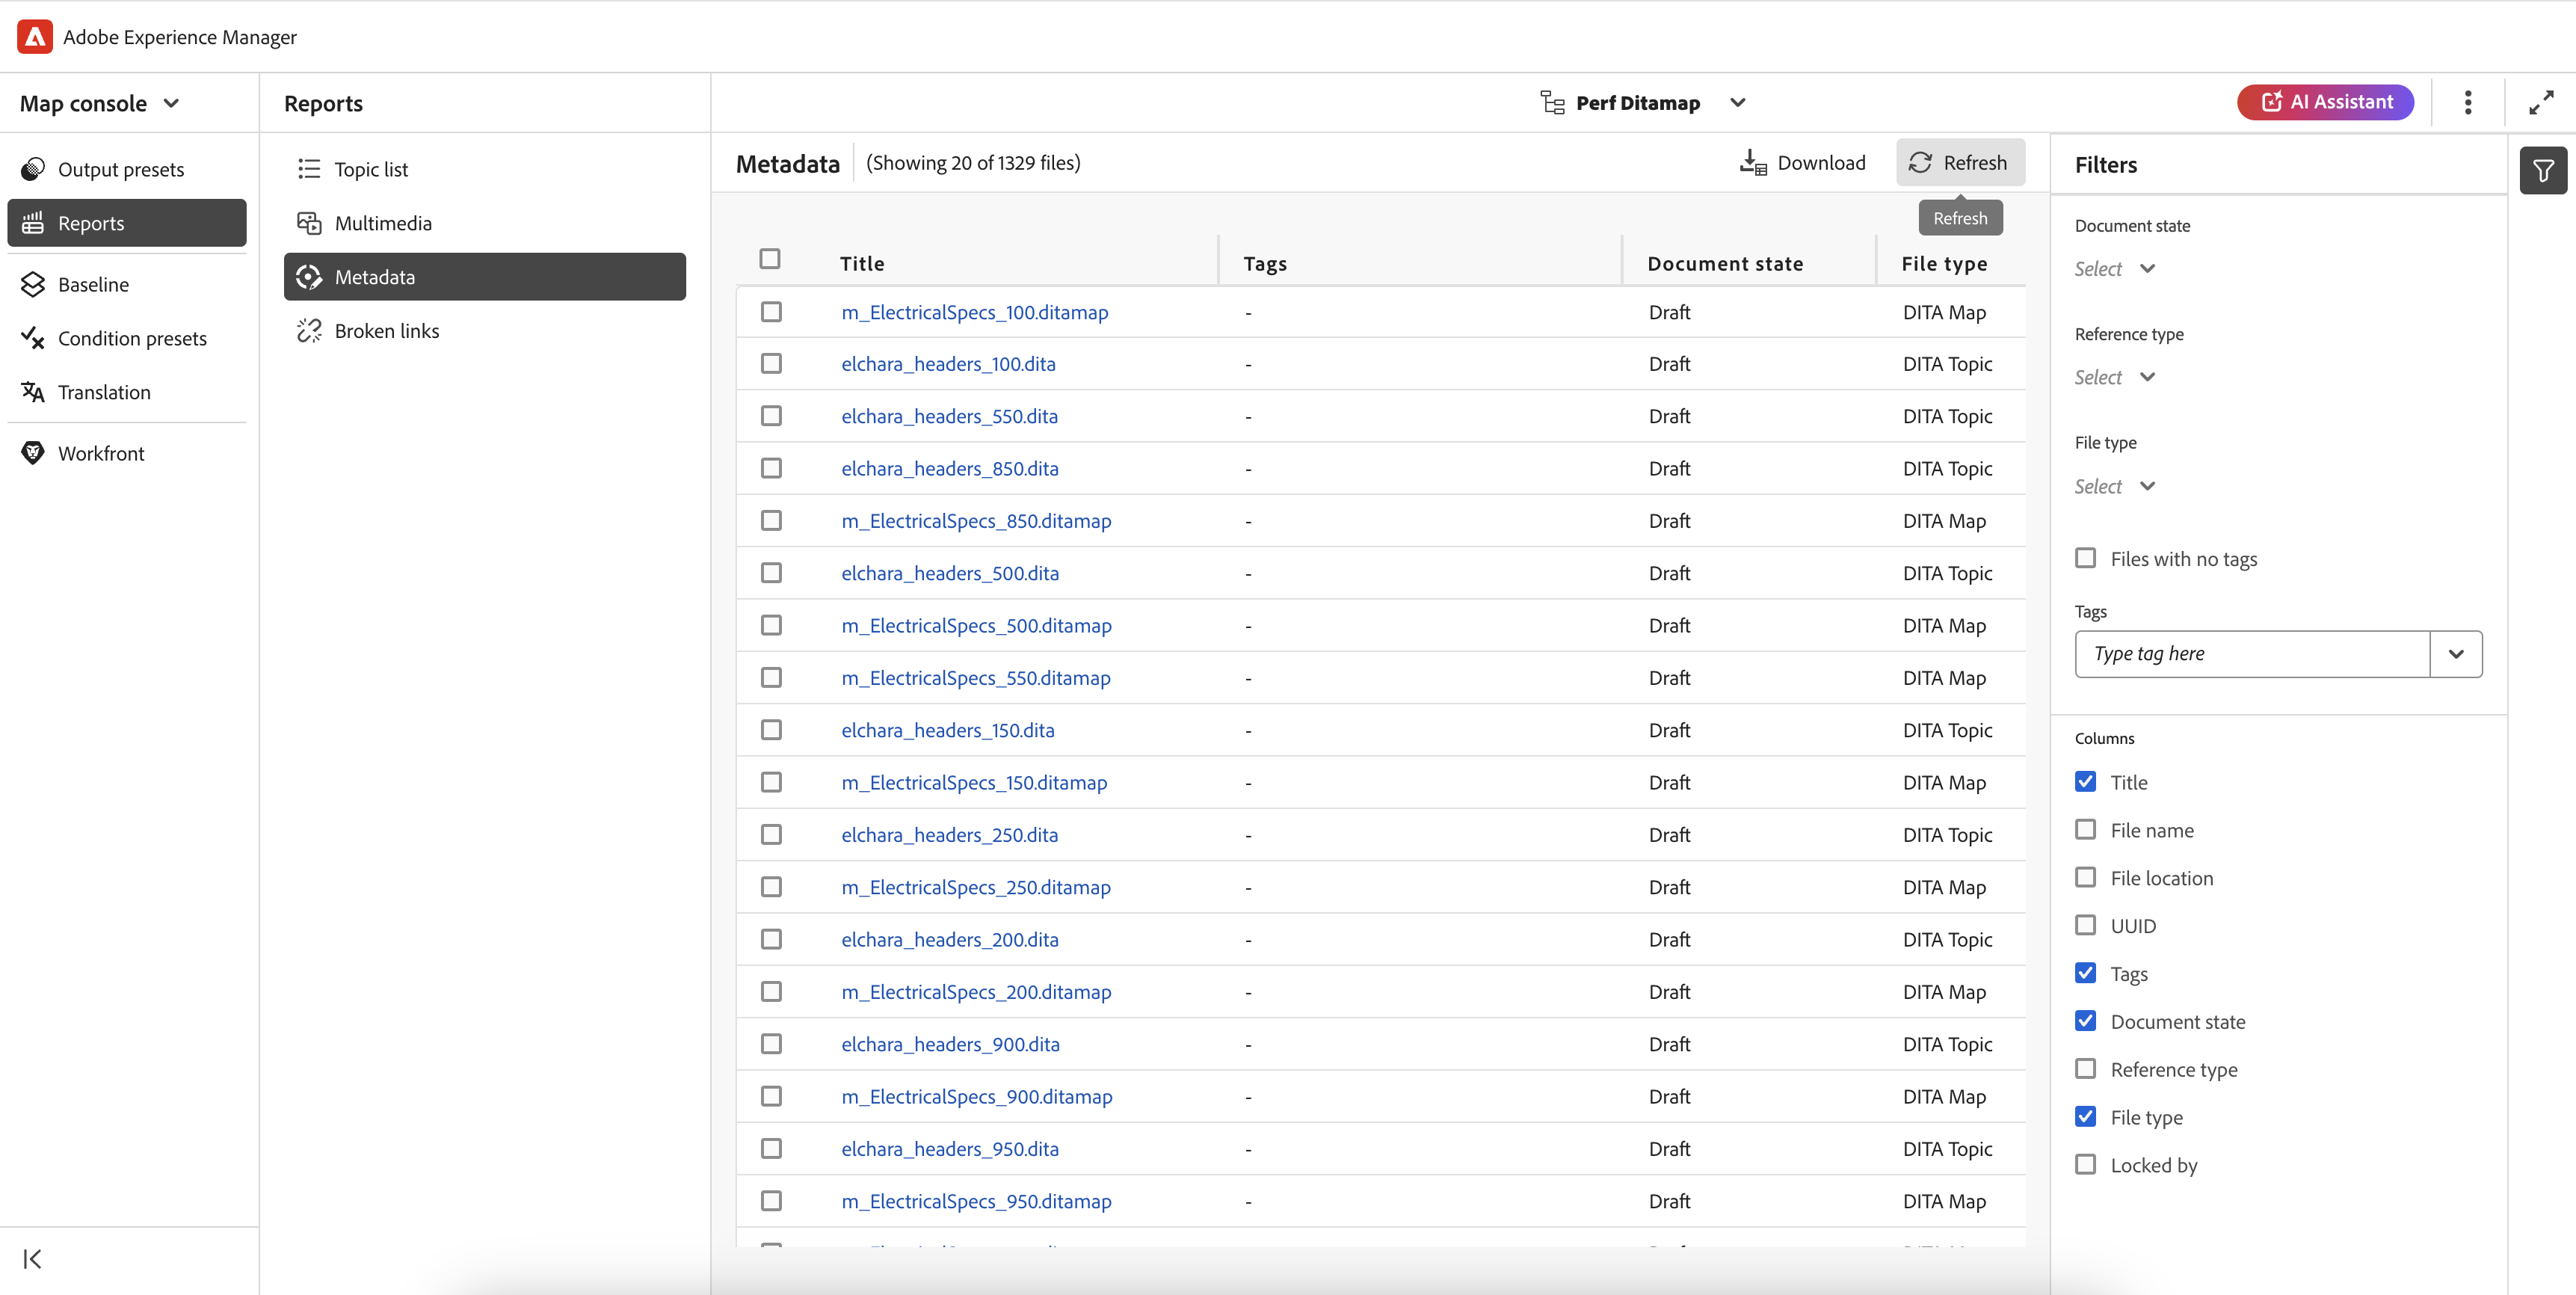 Adobe Experience Manager
Map console
Reports
Perf Ditamap
AI Assistant
Output presets
Reports
Baseline
Condition presets
Translation
Workfront
Topic list
Multimedia
Metadata
Broken links
Metadata (Showing 20 of 1329 files)
Download
Refresh
Refresh
Title Tags Document state File type
m_ElectricalSpecs_100.ditamap - Draft DITA Map
elchara_headers_100.dita - Draft DITA Topic
elchara_headers_550.dita - Draft DITA Topic
elchara_headers_850.dita - Draft DITA Topic
m_ElectricalSpecs_850.ditamap - Draft DITA Map
elchara_headers_500.dita - Draft DITA Topic
m_ElectricalSpecs_500.ditamap - Draft DITA Map
m_ElectricalSpecs_550.ditamap - Draft DITA Map
elchara_headers_150.dita - Draft DITA Topic
m_ElectricalSpecs_150.ditamap - Draft DITA Map
elchara_headers_250.dita - Draft DITA Topic
m_ElectricalSpecs_250.ditamap - Draft DITA Map
elchara_headers_200.dita - Draft DITA Topic
m_ElectricalSpecs_200.ditamap - Draft DITA Map
elchara_headers_900.dita - Draft DITA Topic
m_ElectricalSpecs_900.ditamap - Draft DITA Map
elchara_headers_950.dita - Draft DITA Topic
m_ElectricalSpecs_950.ditamap - Draft DITA Map
Filters
Document state
Select
Reference type
Select
File type
Select
Files with no tags
Tags
Type tag here
Columns
Title
File name
File location
UUID
Tags
Document state
Reference type
File type
Locked by